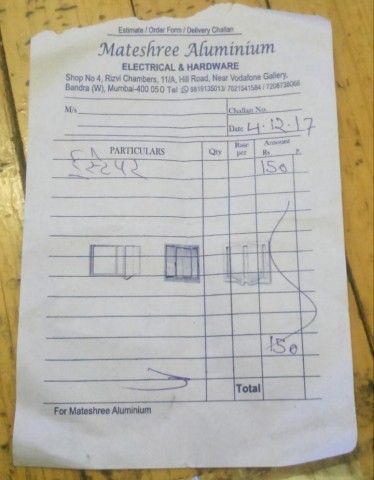 Estimate / Order Form / Delivery Challan
Mateshree Aluminium
ELECTRICAL & HARDWARE
Shop No 4, Rizvi Chambers, 11/A, Hill Road, Near Vodafone Gallery,
Bandra (W), Mumbai-400 050 Tel 9819135013/ 7021541584 / 7208738066
M/s
Challan No.
Date 4.12.17
PARTICULARS Qty Rate per Amount Rs P.
150
150
Total
For Mateshree Aluminium